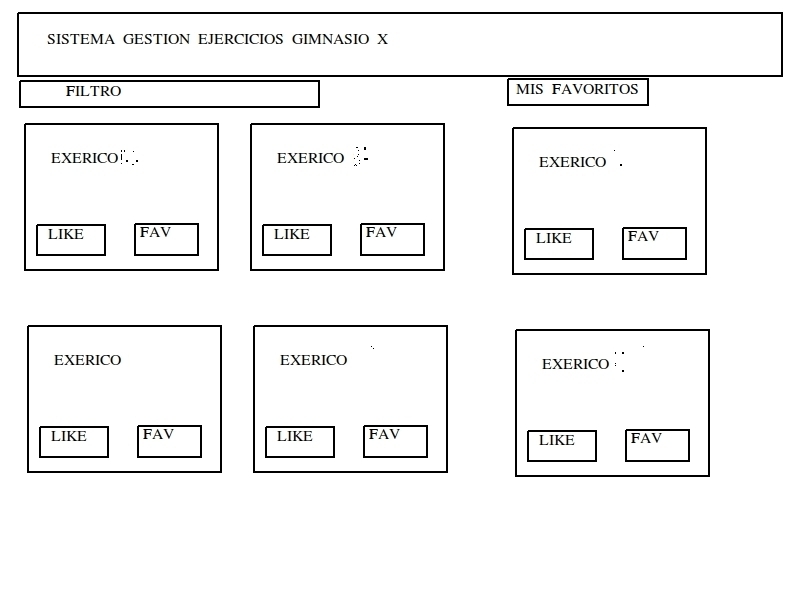 SISTEMA GESTION EJERCICIOS GIMNASIO X
FILTRO
MIS FAVORITOS
EXERICO
EXERICO
EXERICO
LIKE
FAV
LIKE
FAV
LIKE
FAV
EXERICO
EXERICO
EXERICO
LIKE
FAV
LIKE
FAV
LIKE
FAV